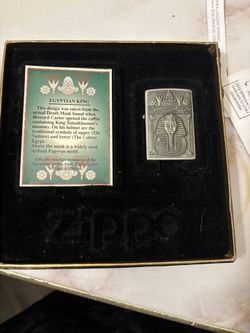 EGYPTIAN KING
This design was taken from the
actual Death Mask found when
Howard Carter opened the coffin
containing King Tutankhamen's
mummy. On his helmet are the
traditional symbols of upper (The
Vulture) and lower (The Cobra)
Egypt.
Above the mask is a widely used
stylized Papyrus motif.
Zippo